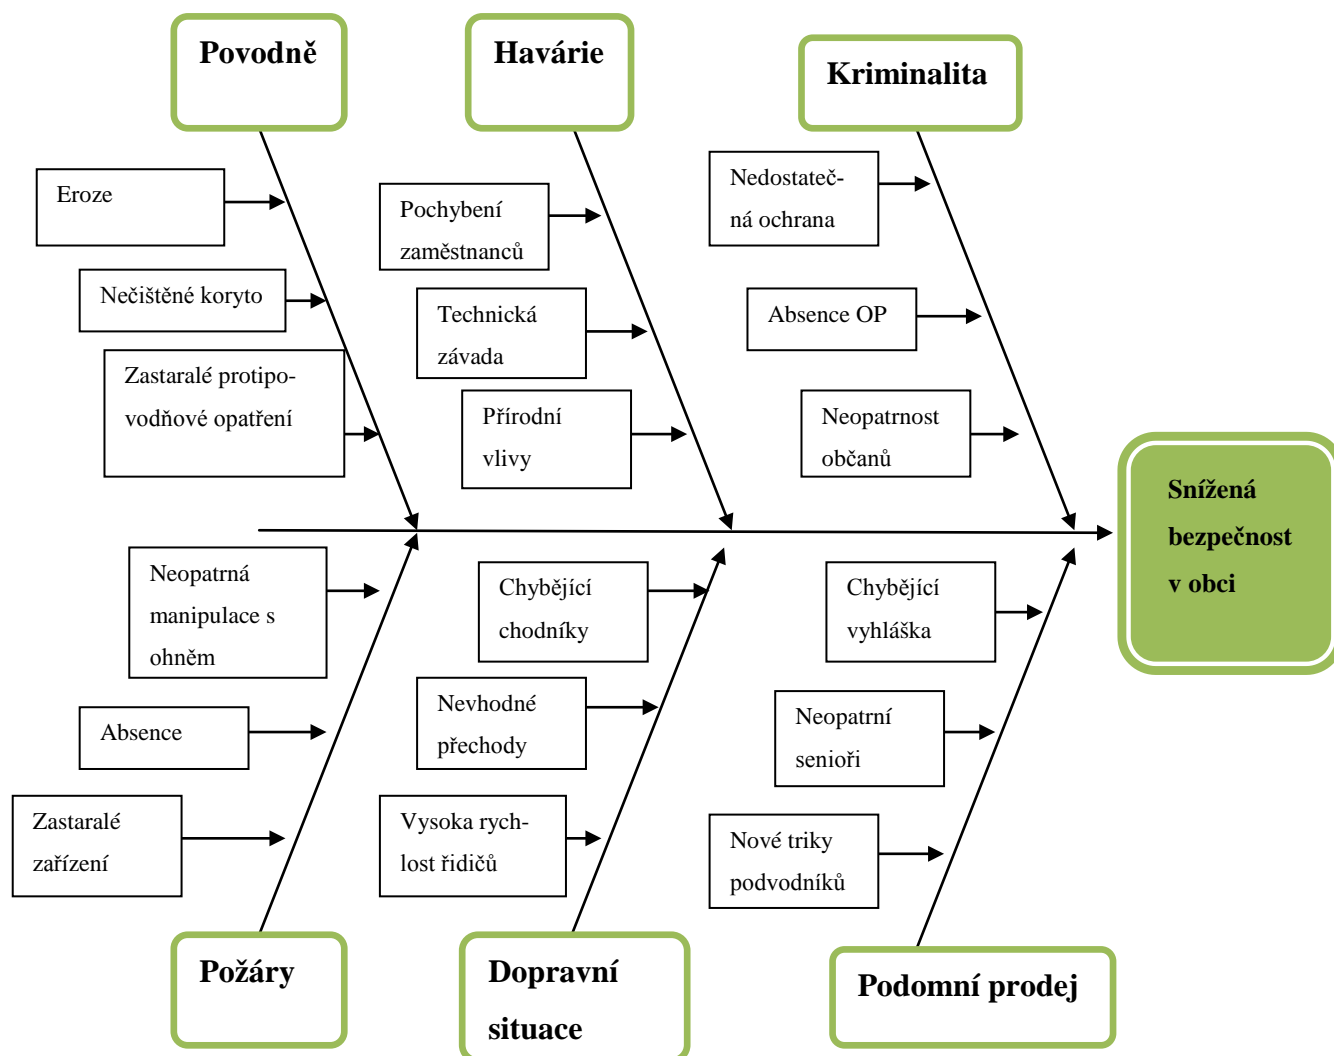 Povodně
Havárie
Kriminalita
Eroze
Nečištěné koryto
Zastaralé protipo-
vodňové opatření
Pochybení
zaměstnanců
Technická
závada
Přírodní
vlivy
Nedostateč-
ná ochrana
Absence OP
Neopatrnost
občanů
Snížená
bezpečnost
v obci
Neopatrná
manipulace s
ohněm
Absence
Zastaralé
zařízení
Chybějící
chodníky
Nevhodné
přechody
Vysoka rych-
lost řidičů
Chybějící
vyhláška
Neopatrní
senioři
Nové triky
podvodníků
Požáry
Dopravní
situace
Podomní prodej